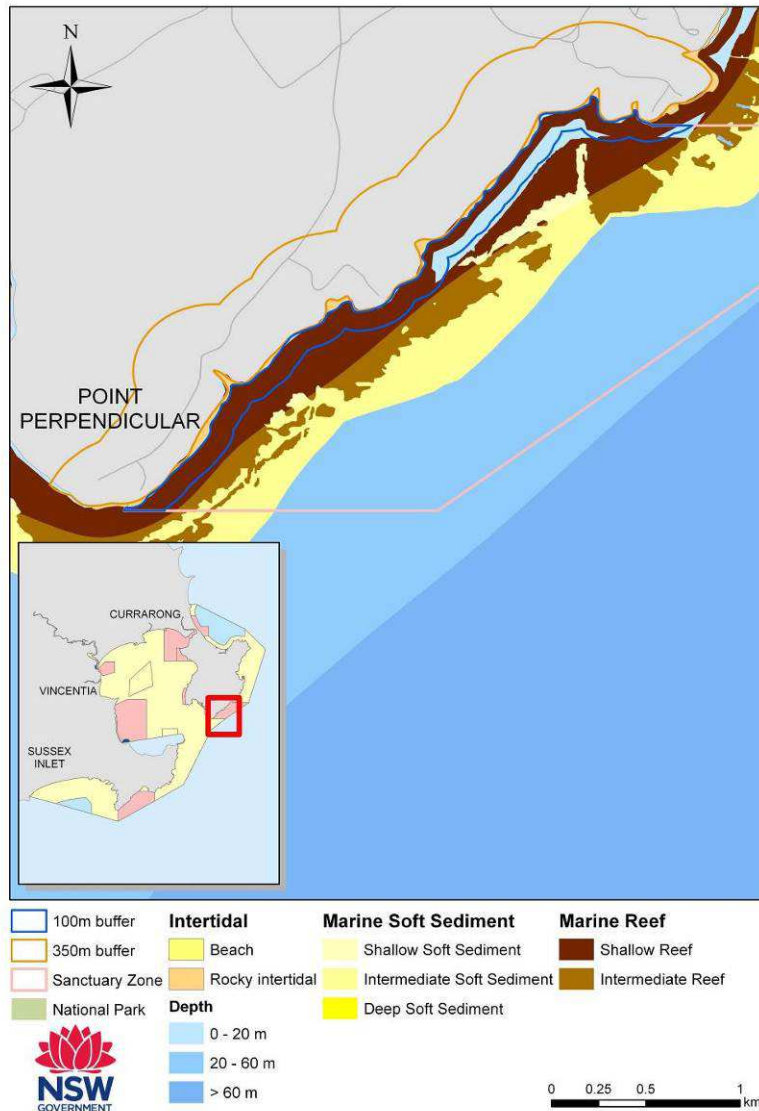 N
POINT
PERPENDICULAR
CURRARONG
VINCENTIA
SUSSEX
INLET
100m buffer
350m buffer
Sanctuary Zone
National Park
Intertidal
Beach
Rocky intertidal
Depth
0 - 20 m
20 - 60 m
> 60 m
Marine Soft Sediment
Shallow Soft Sediment
Intermediate Soft Sediment
Deep Soft Sediment
Marine Reef
Shallow Reef
Intermediate Reef
NSW
GOVERNMENT
0 0.25 0.5 1
km